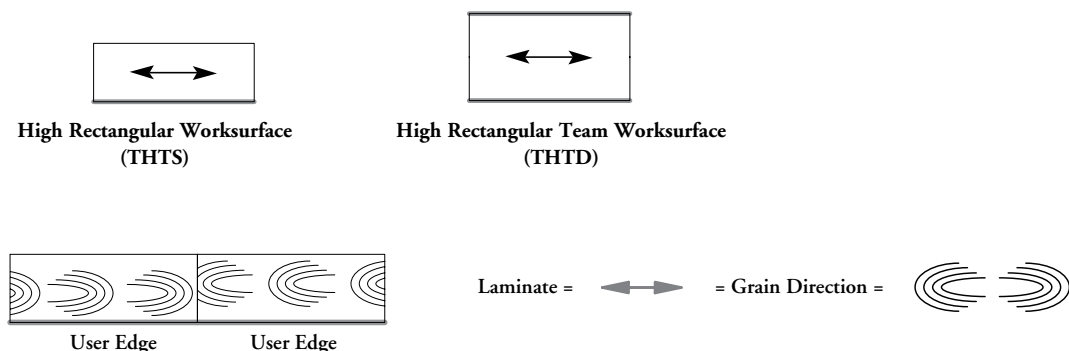 High Rectangular Worksurface
(THTS)
High Rectangular Team Worksurface
(THTD)
User Edge
User Edge
Laminate =
= Grain Direction =